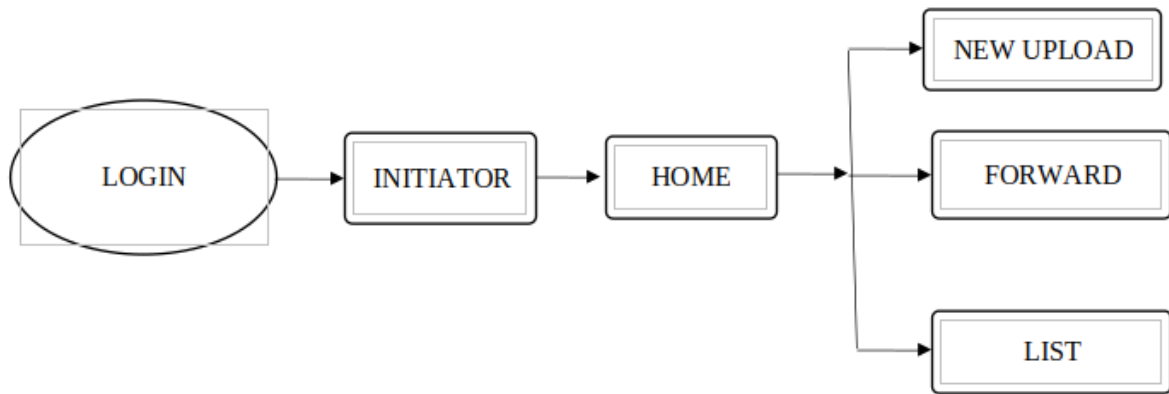 LOGIN
INITIATOR
HOME
NEW UPLOAD
FORWARD
LIST